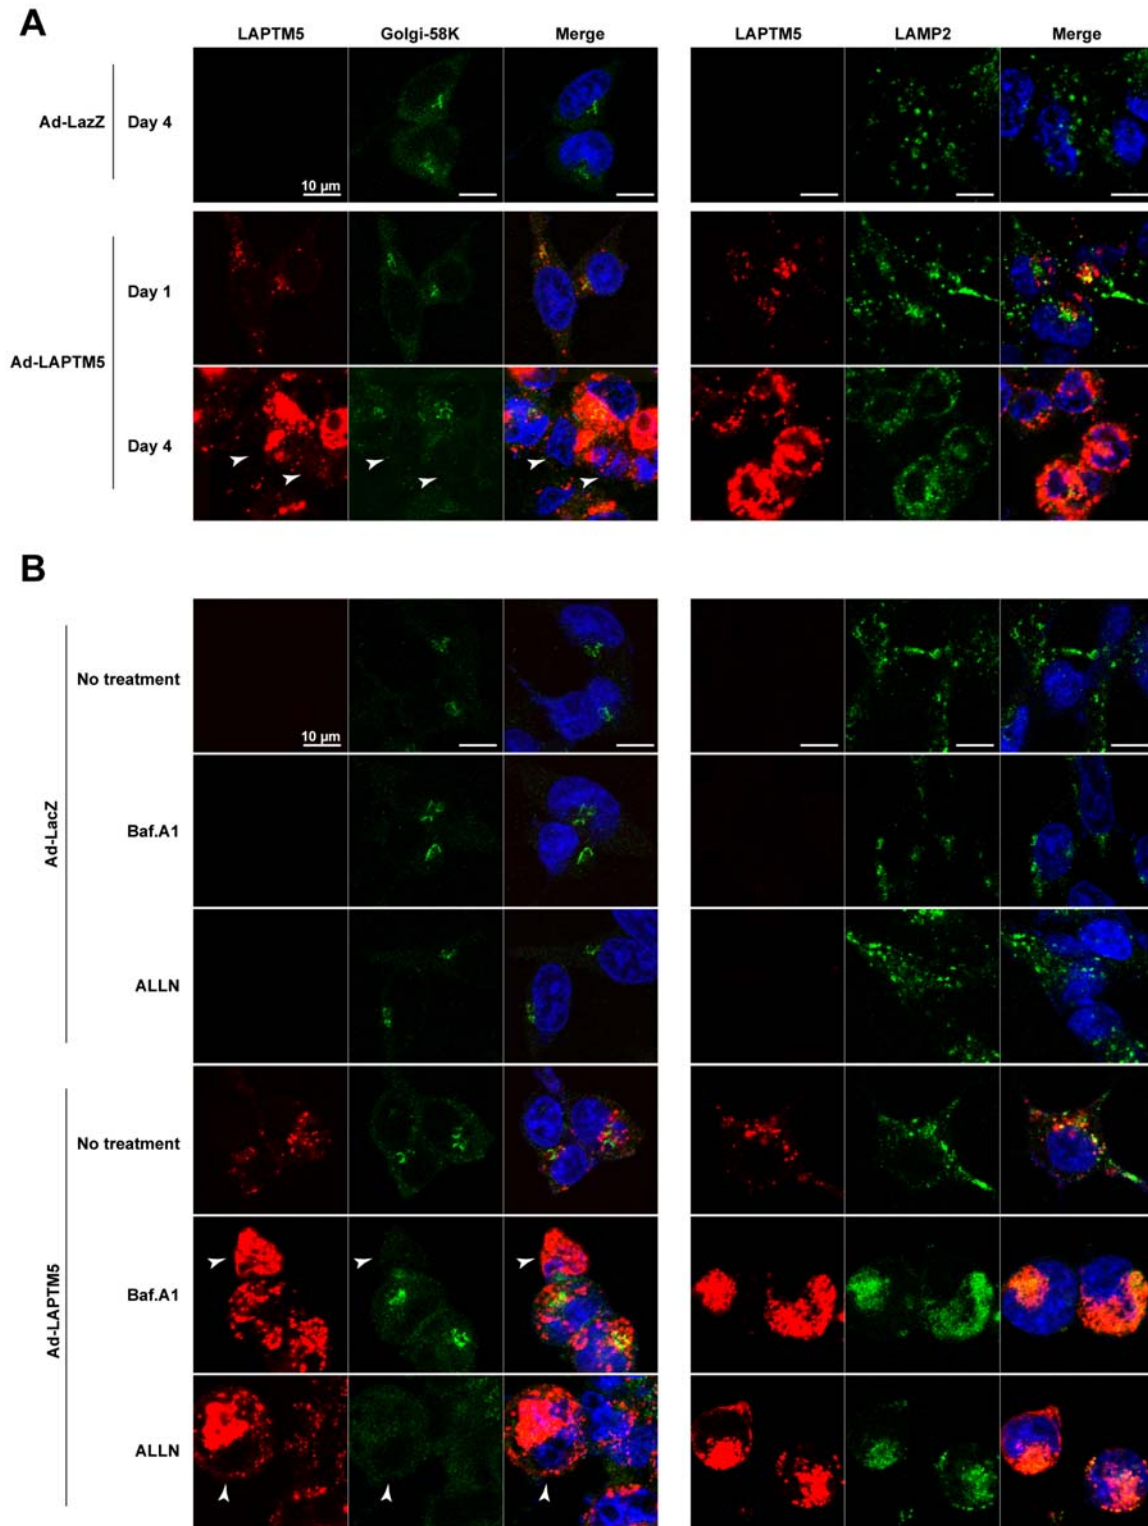 A
LAPTM5 Golgi-58K Merge LAPTM5 LAMP2 Merge
Ad-LazZ Day 4
10 µm
Day 1
Ad-LAPTM5
Day 4
B
No treatment
10 µm
Baf.A1
Ad-LacZ
ALLN
No treatment
Baf.A1
Ad-LAPTM5
ALLN